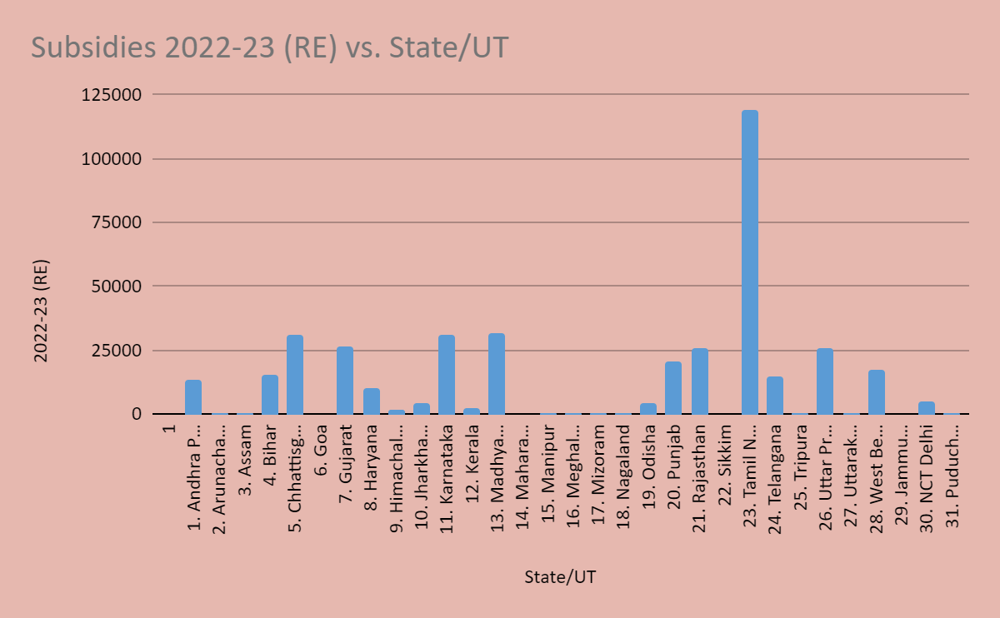 Subsidies 2022-23 (RE) vs. State/UT
125000
100000
75000
50000
25000
0
2022-23 (RE)
1
1. Andhra P...
2. Arunacha...
3. Assam
4. Bihar
5. Chhattisg...
6. Goa
7. Gujarat
8. Haryana
9. Himachal...
10. Jharkha...
11. Karnataka
12. Kerala
13. Madhya...
14. Mahara...
15. Manipur
16. Meghal...
17. Mizoram
18. Nagaland
19. Odisha
20. Punjab
21. Rajasthan
22. Sikkim
23. Tamil N...
24. Telangana
25. Tripura
26. Uttar Pr...
27. Uttarak...
28. West Be...
29. Jammu...
30. NCT Delhi
31. Puduch...
State/UT